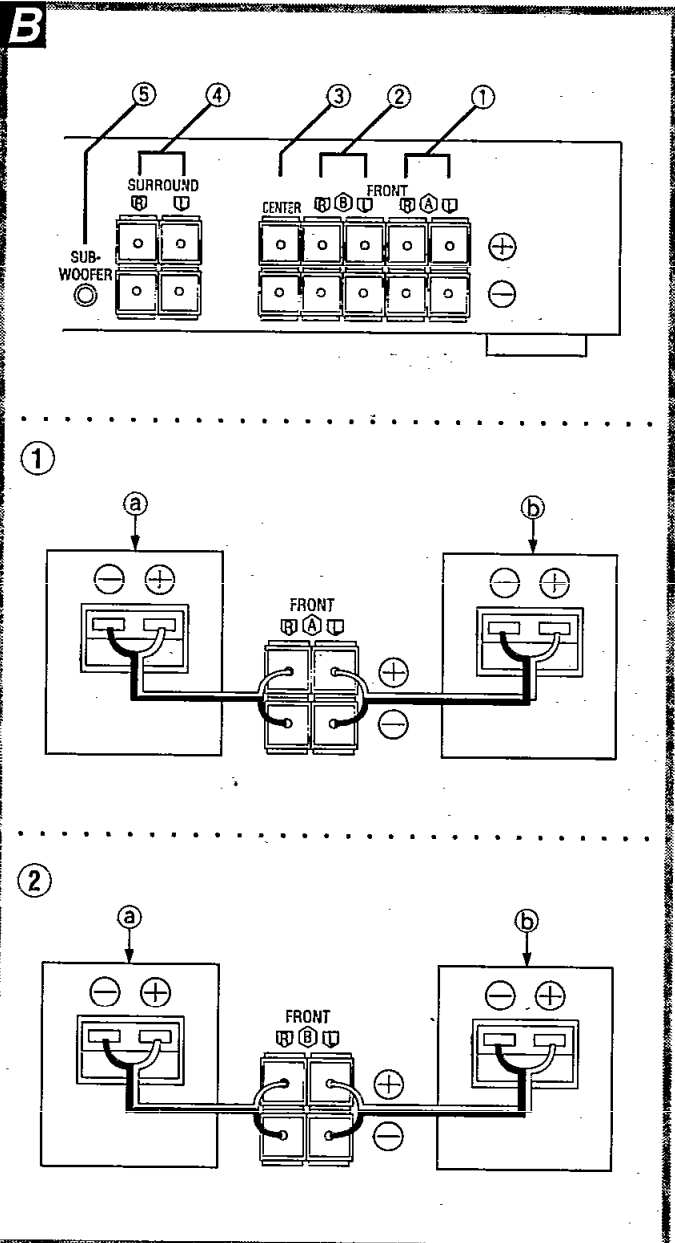 B
⑤ ④ ③ ② ①
SURROUND
R L
CENTER
FRONT
R B L R A L
SUB-
WOOFER
+
−
①
ⓐ ⓑ
− + − +
FRONT
R A L
+
−
②
ⓐ ⓑ
− + − +
FRONT
R B L
+
−